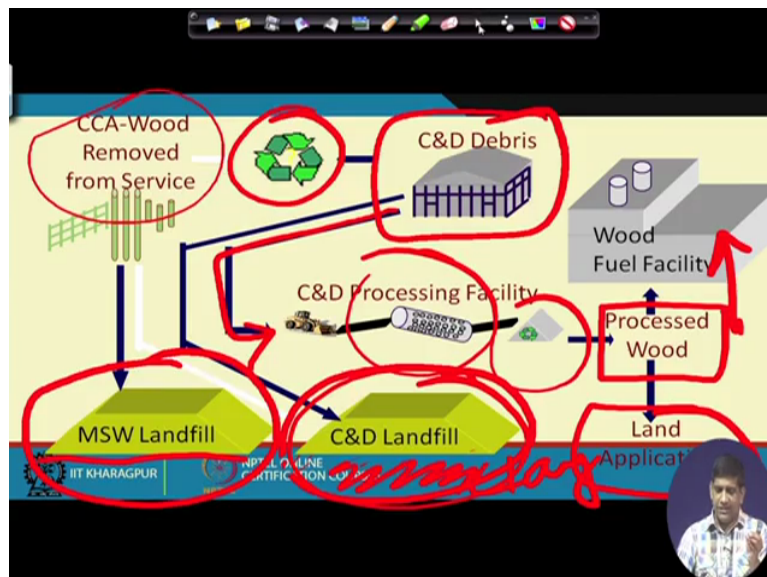 CCA-Wood
Removed
from Service
C&D Debris
Wood
Fuel Facility
C&D Processing Facility
Processed
Wood
MSW Landfill
C&D Landfill
Land
IIT KHARAGPUR
NPTEL ONLINE
CERTIFICATION